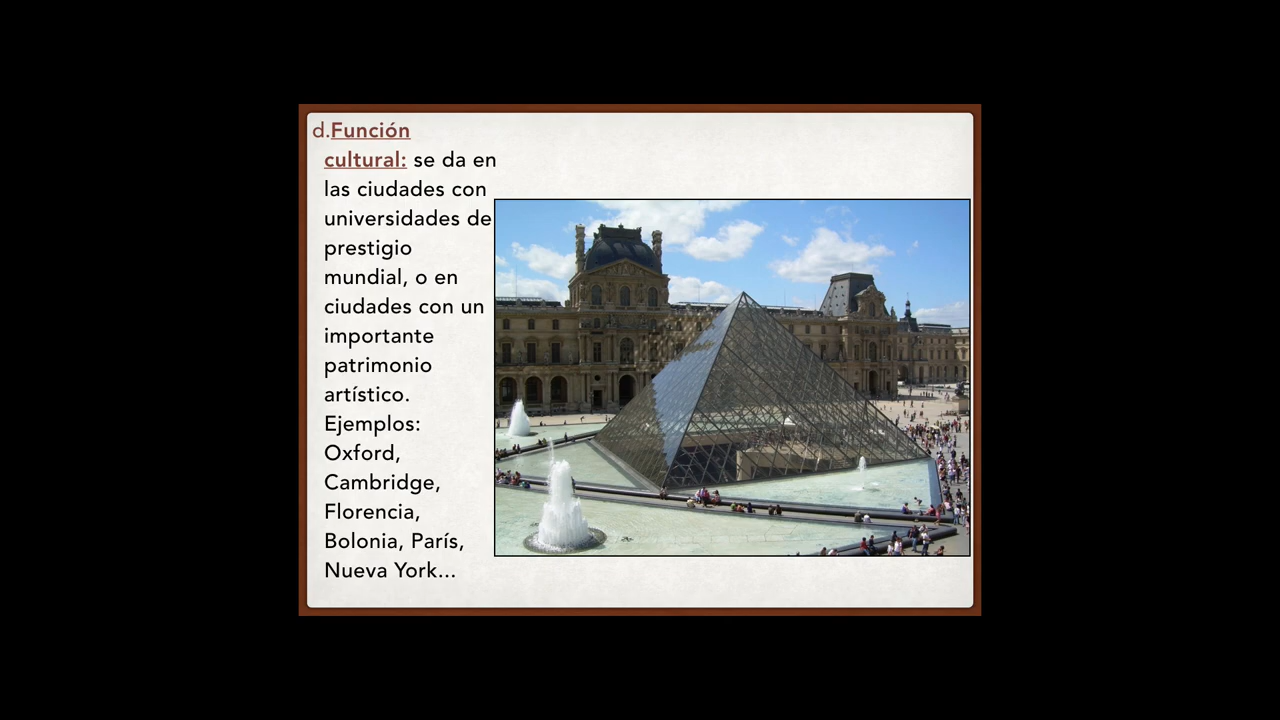 d.Función
cultural: se da en
las ciudades con
universidades de
prestigio
mundial, o en
ciudades con un
importante
patrimonio
artístico.
Ejemplos:
Oxford,
Cambridge,
Florencia,
Bolonia, París,
Nueva York...